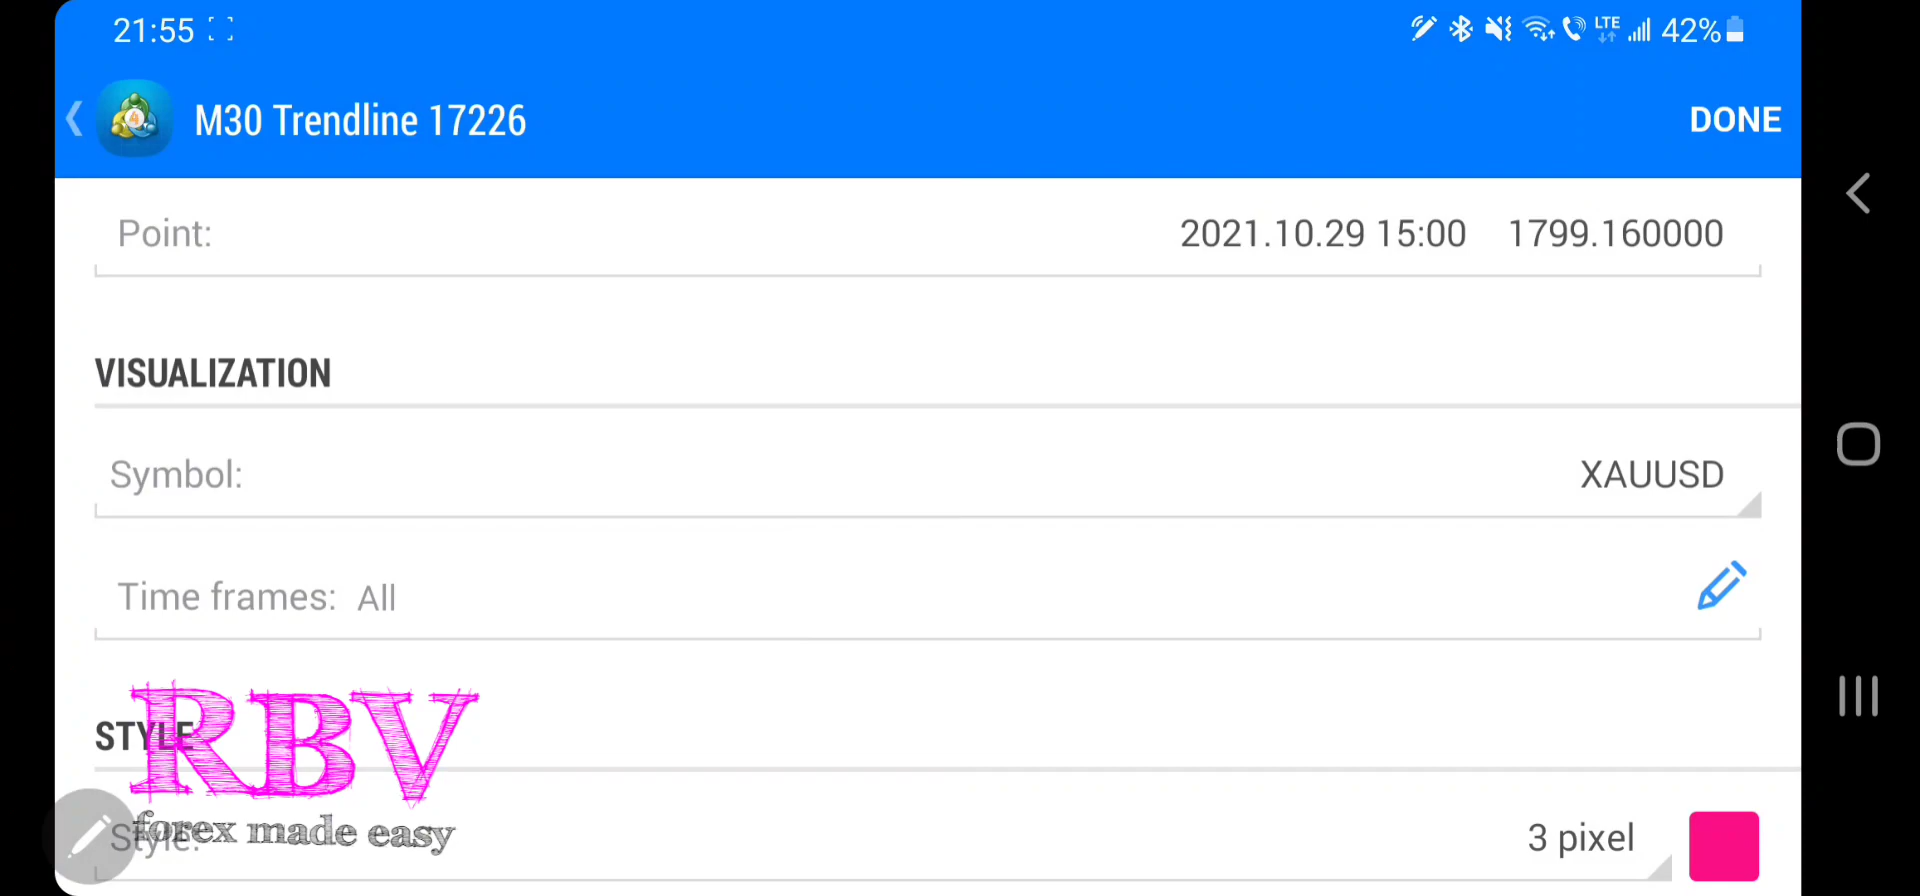 21:55 LTE 42%
M30 Trendline 17226 DONE
Point: 2021.10.29 15:00 1799.160000
VISUALIZATION
Symbol: XAUUSD
Time frames: All
STYLE
RBV
forex made easy
Style: 3 pixel